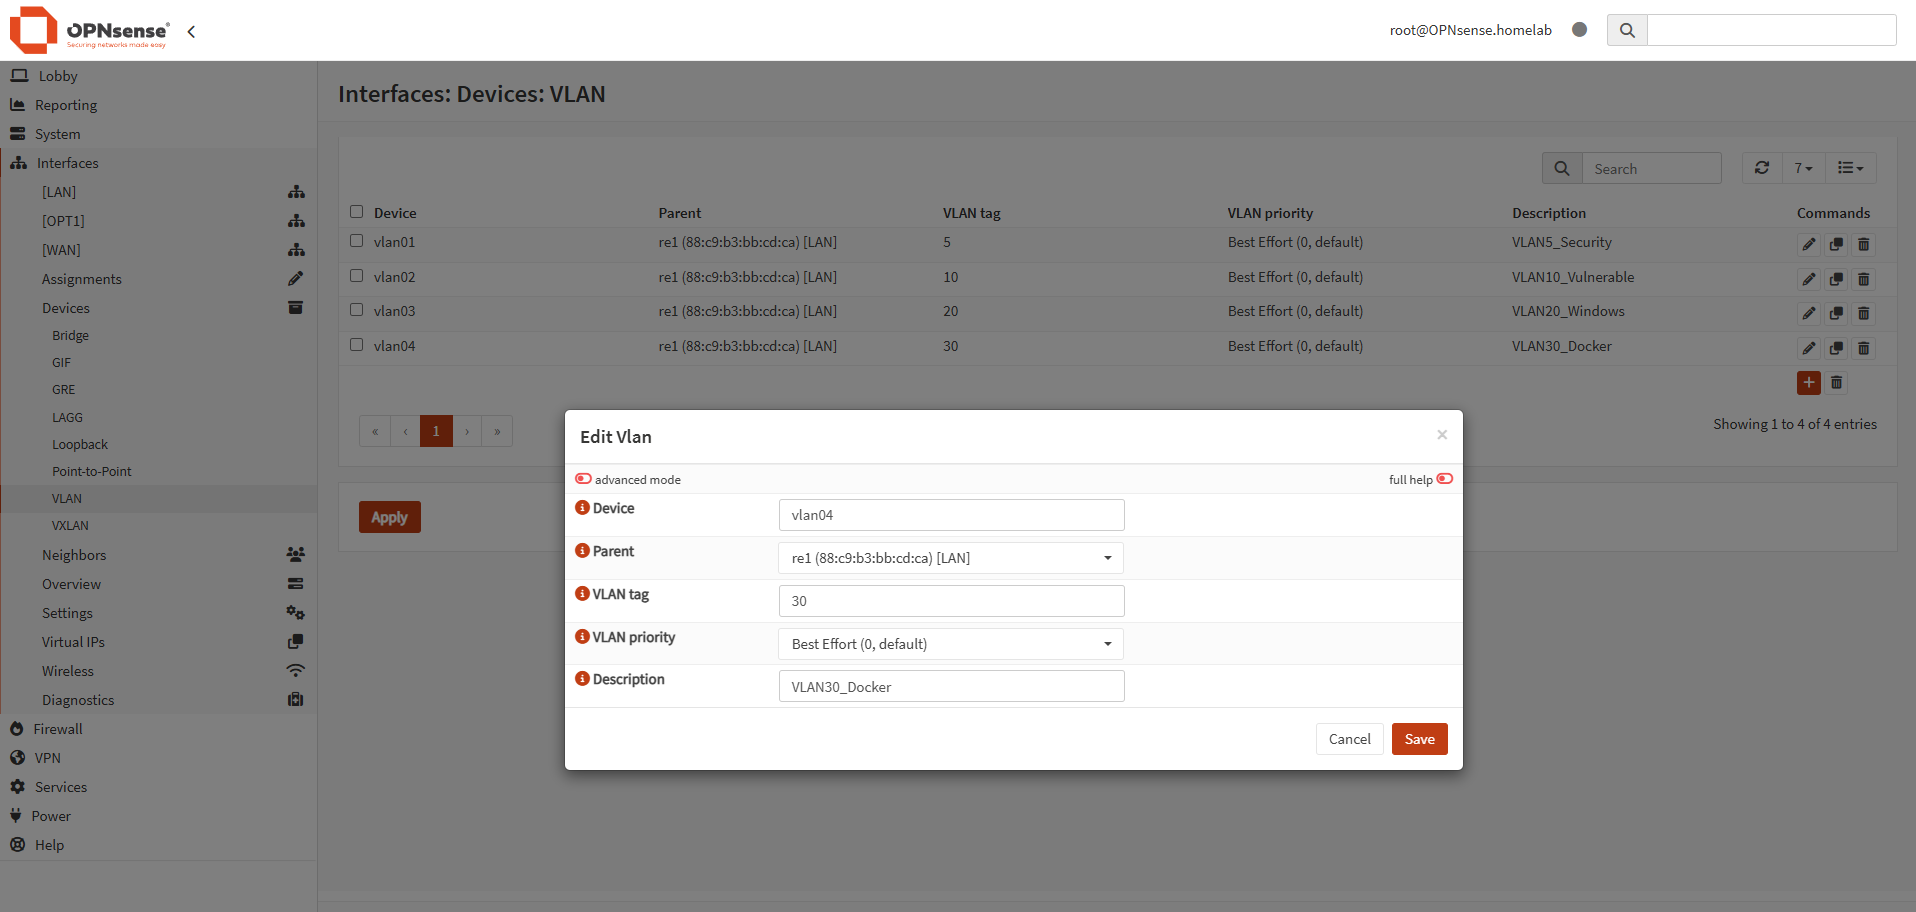 OPNsense®
Securing networks made easy
root@OPNsense.homelab
Lobby
Reporting
System
Interfaces
[LAN]
[OPT1]
[WAN]
Assignments
Devices
Bridge
GIF
GRE
LAGG
Loopback
Point-to-Point
VLAN
VXLAN
Neighbors
Overview
Settings
Virtual IPs
Wireless
Diagnostics
Firewall
VPN
Services
Power
Help
Interfaces: Devices: VLAN
Search
7
Device Parent VLAN tag VLAN priority Description Commands
vlan01 re1 (88:c9:b3:bb:cd:ca) [LAN] 5 Best Effort (0, default) VLAN5_Security
vlan02 re1 (88:c9:b3:bb:cd:ca) [LAN] 10 Best Effort (0, default) VLAN10_Vulnerable
vlan03 re1 (88:c9:b3:bb:cd:ca) [LAN] 20 Best Effort (0, default) VLAN20_Windows
vlan04 re1 (88:c9:b3:bb:cd:ca) [LAN] 30 Best Effort (0, default) VLAN30_Docker
« ‹ 1 › »
Showing 1 to 4 of 4 entries
Apply
Edit Vlan ×
advanced mode full help
Device vlan04
Parent re1 (88:c9:b3:bb:cd:ca) [LAN]
VLAN tag 30
VLAN priority Best Effort (0, default)
Description VLAN30_Docker
Cancel Save